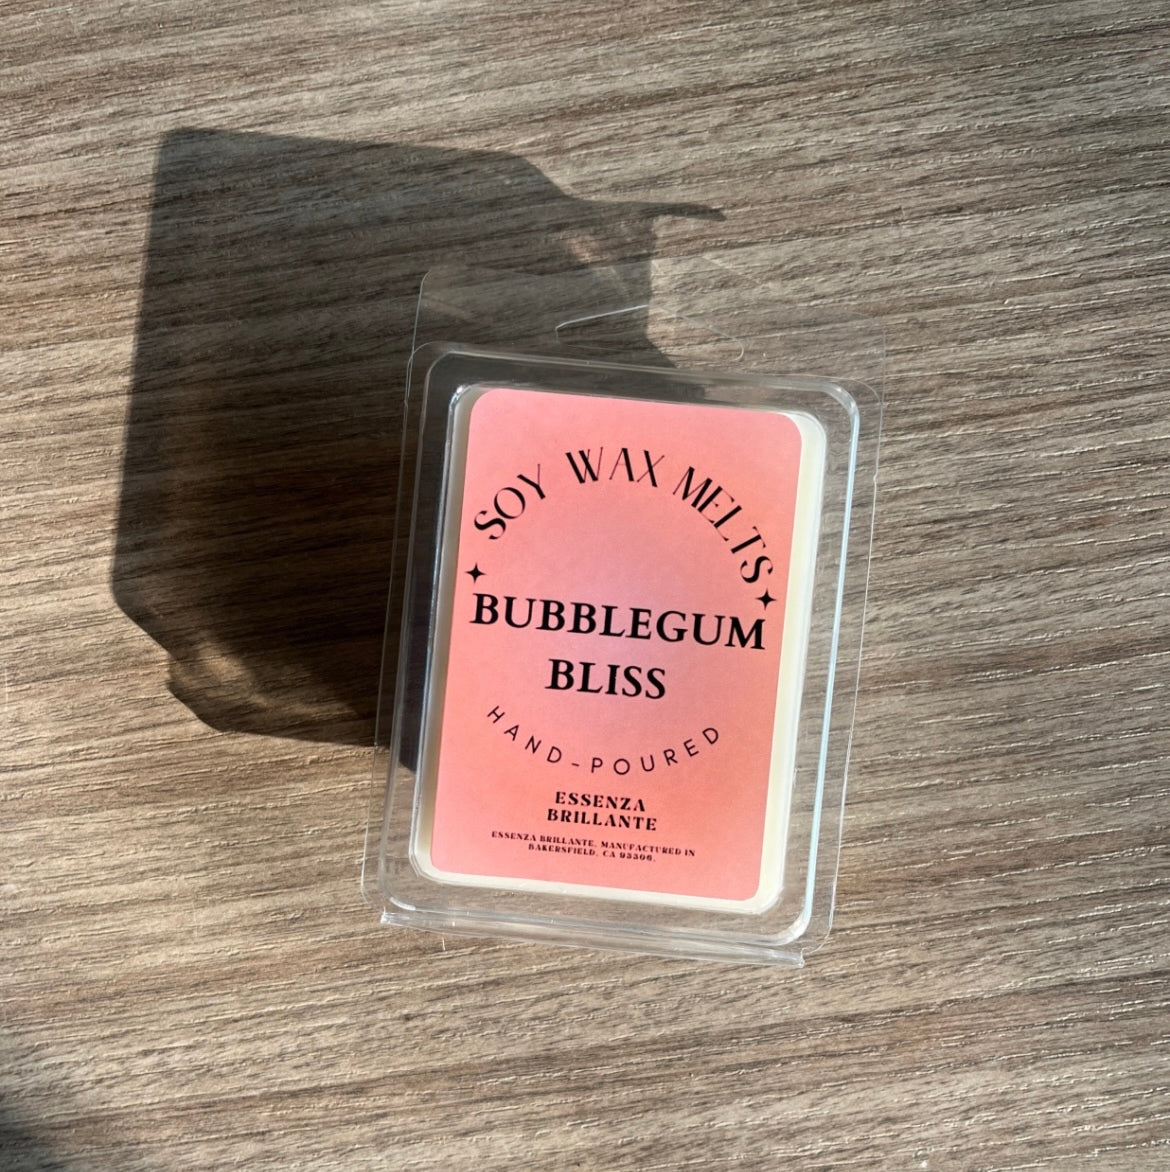 SOY WAX MELTS
BUBBLEGUM
BLISS
HAND-POURED
ESSENZA
BRILLANTE
ESSENZA BRILLANTE. MANUFACTURED IN
BAKERSFIELD, CA 93306.